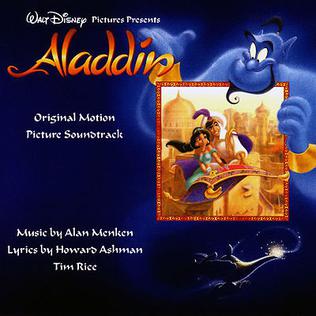 WALT DISNEY Pictures Presents
Aladdin
Original Motion
Picture Soundtrack
Music by Alan Menken
Lyrics by Howard Ashman
Tim Rice